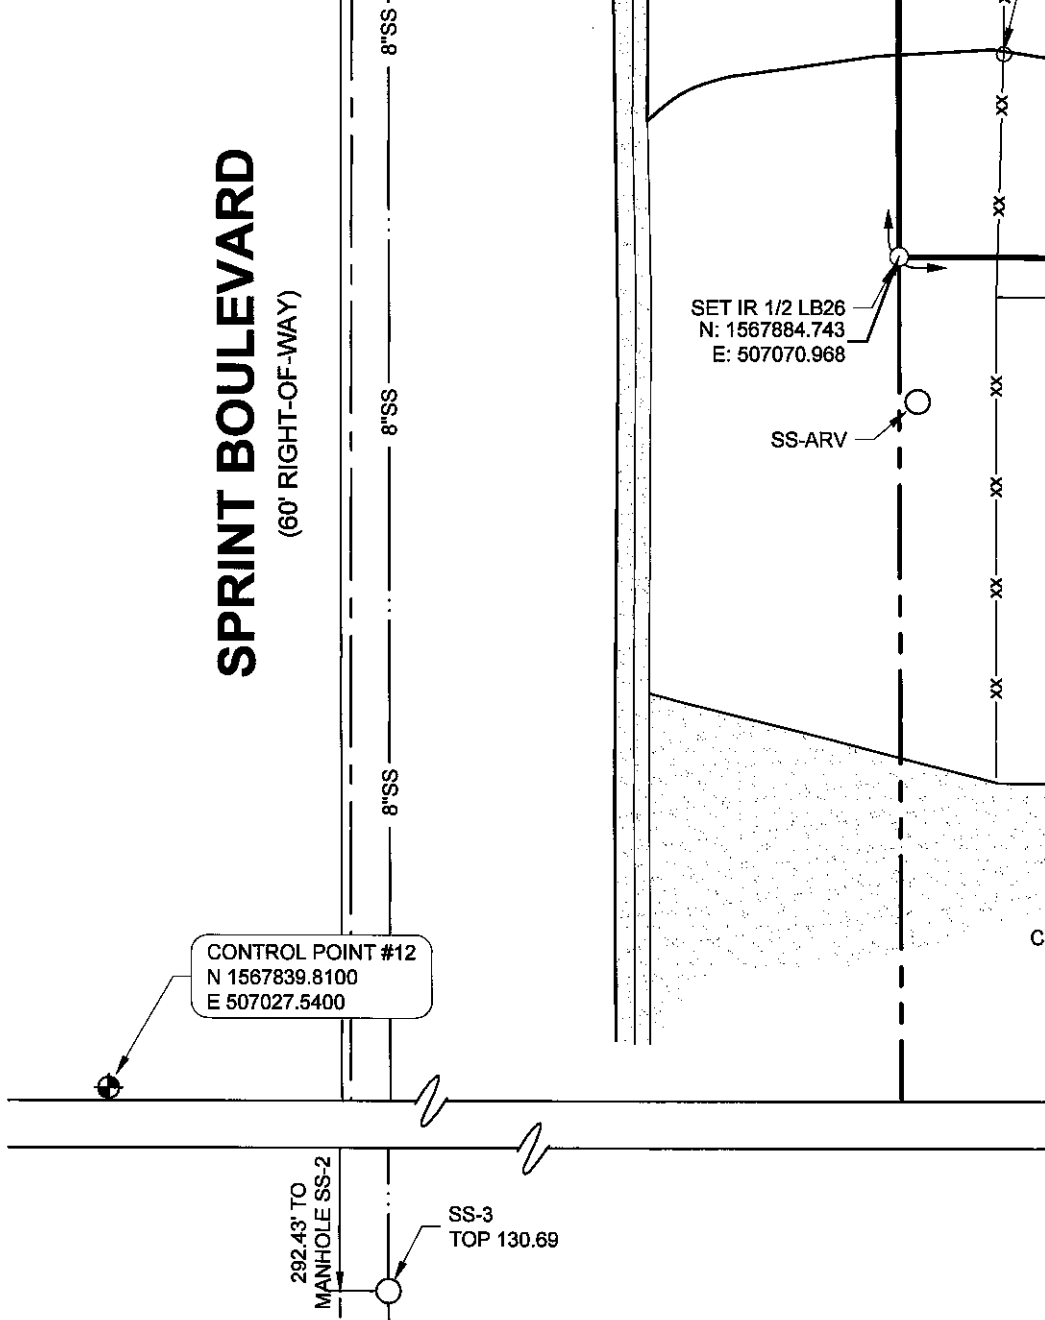 8"SS
XX
XX
SPRINT BOULEVARD
(60' RIGHT-OF-WAY)
SET IR 1/2 LB26
N: 1567884.743
E: 507070.968
XX
8"SS
SS-ARV
XX
XX
XX
8"SS
CONTROL POINT #12
N 1567839.8100
E 507027.5400
C
292.43' TO
MANHOLE SS-2
SS-3
TOP 130.69